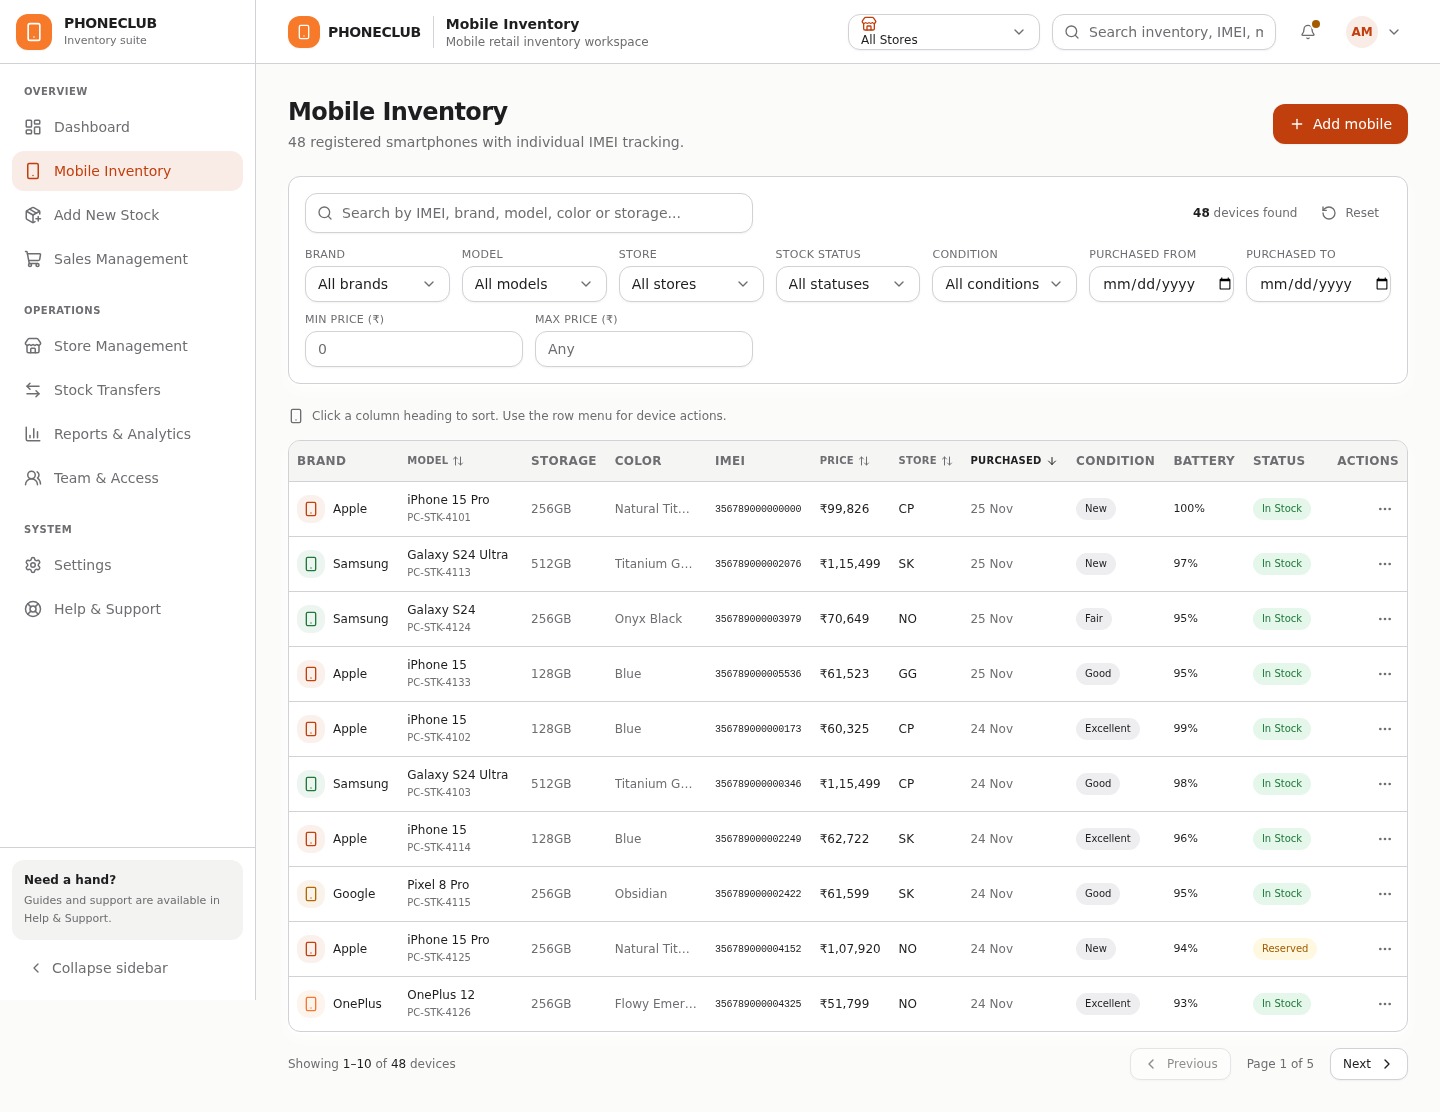 PHONECLUB
Inventory suite
OVERVIEW
Dashboard
Mobile Inventory
Add New Stock
Sales Management
OPERATIONS
Store Management
Stock Transfers
Reports & Analytics
Team & Access
SYSTEM
Settings
Help & Support
Need a hand?
Guides and support are available in
Help & Support.
Collapse sidebar
PHONECLUB
Mobile Inventory
Mobile retail inventory workspace
All Stores
Search inventory, IMEI, n
AM
Mobile Inventory
48 registered smartphones with individual IMEI tracking.
Add mobile
Search by IMEI, brand, model, color or storage...
48 devices found
Reset
BRAND MODEL STORE STOCK STATUS CONDITION PURCHASED FROM PURCHASED TO
All brands All models All stores All statuses All conditions mm/dd/yyyy mm/dd/yyyy
MIN PRICE (₹) MAX PRICE (₹)
0 Any
Click a column heading to sort. Use the row menu for device actions.
BRAND MODEL STORAGE COLOR IMEI PRICE STORE PURCHASED CONDITION BATTERY STATUS ACTIONS
Apple iPhone 15 Pro PC-STK-4101 256GB Natural Tit... 356789000000000 ₹99,826 CP 25 Nov New 100% In Stock
Samsung Galaxy S24 Ultra PC-STK-4113 512GB Titanium G... 356789000002076 ₹1,15,499 SK 25 Nov New 97% In Stock
Samsung Galaxy S24 PC-STK-4124 256GB Onyx Black 356789000003979 ₹70,649 NO 25 Nov Fair 95% In Stock
Apple iPhone 15 PC-STK-4133 128GB Blue 356789000005536 ₹61,523 GG 25 Nov Good 95% In Stock
Apple iPhone 15 PC-STK-4102 128GB Blue 356789000000173 ₹60,325 CP 24 Nov Excellent 99% In Stock
Samsung Galaxy S24 Ultra PC-STK-4103 512GB Titanium G... 356789000000346 ₹1,15,499 CP 24 Nov Good 98% In Stock
Apple iPhone 15 PC-STK-4114 128GB Blue 356789000002249 ₹62,722 SK 24 Nov Excellent 96% In Stock
Google Pixel 8 Pro PC-STK-4115 256GB Obsidian 356789000002422 ₹61,599 SK 24 Nov Good 95% In Stock
Apple iPhone 15 Pro PC-STK-4125 256GB Natural Tit... 356789000004152 ₹1,07,920 NO 24 Nov New 94% Reserved
OnePlus OnePlus 12 PC-STK-4126 256GB Flowy Emer... 356789000004325 ₹51,799 NO 24 Nov Excellent 93% In Stock
Showing 1–10 of 48 devices
Previous
Page 1 of 5
Next